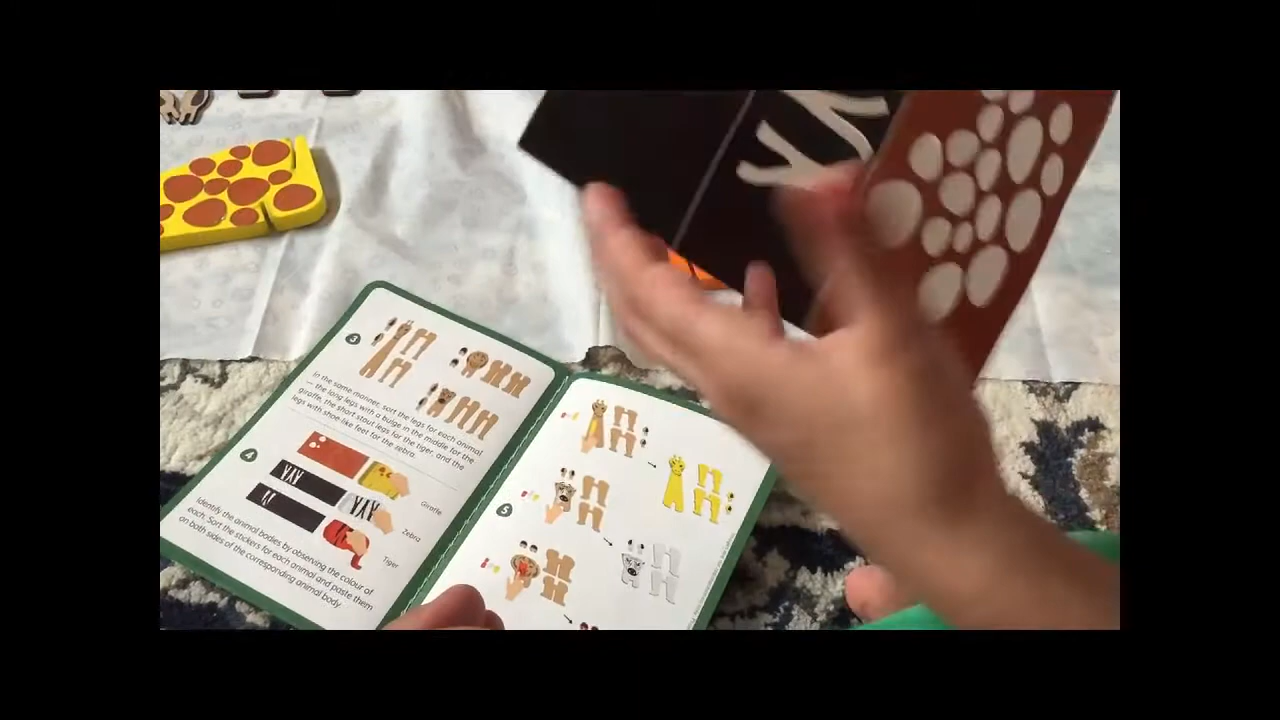 3
In the same manner, sort the legs for each animal
– the long legs with a bulge in the middle for the
giraffe, the short stout legs for the tiger, and the
legs with shoe-like feet for the zebra.
4
Giraffe
Zebra
Tiger
Identify the animal bodies by observing the colour of
each. Sort the stickers for each animal and paste them
on both sides of the corresponding animal body.
5